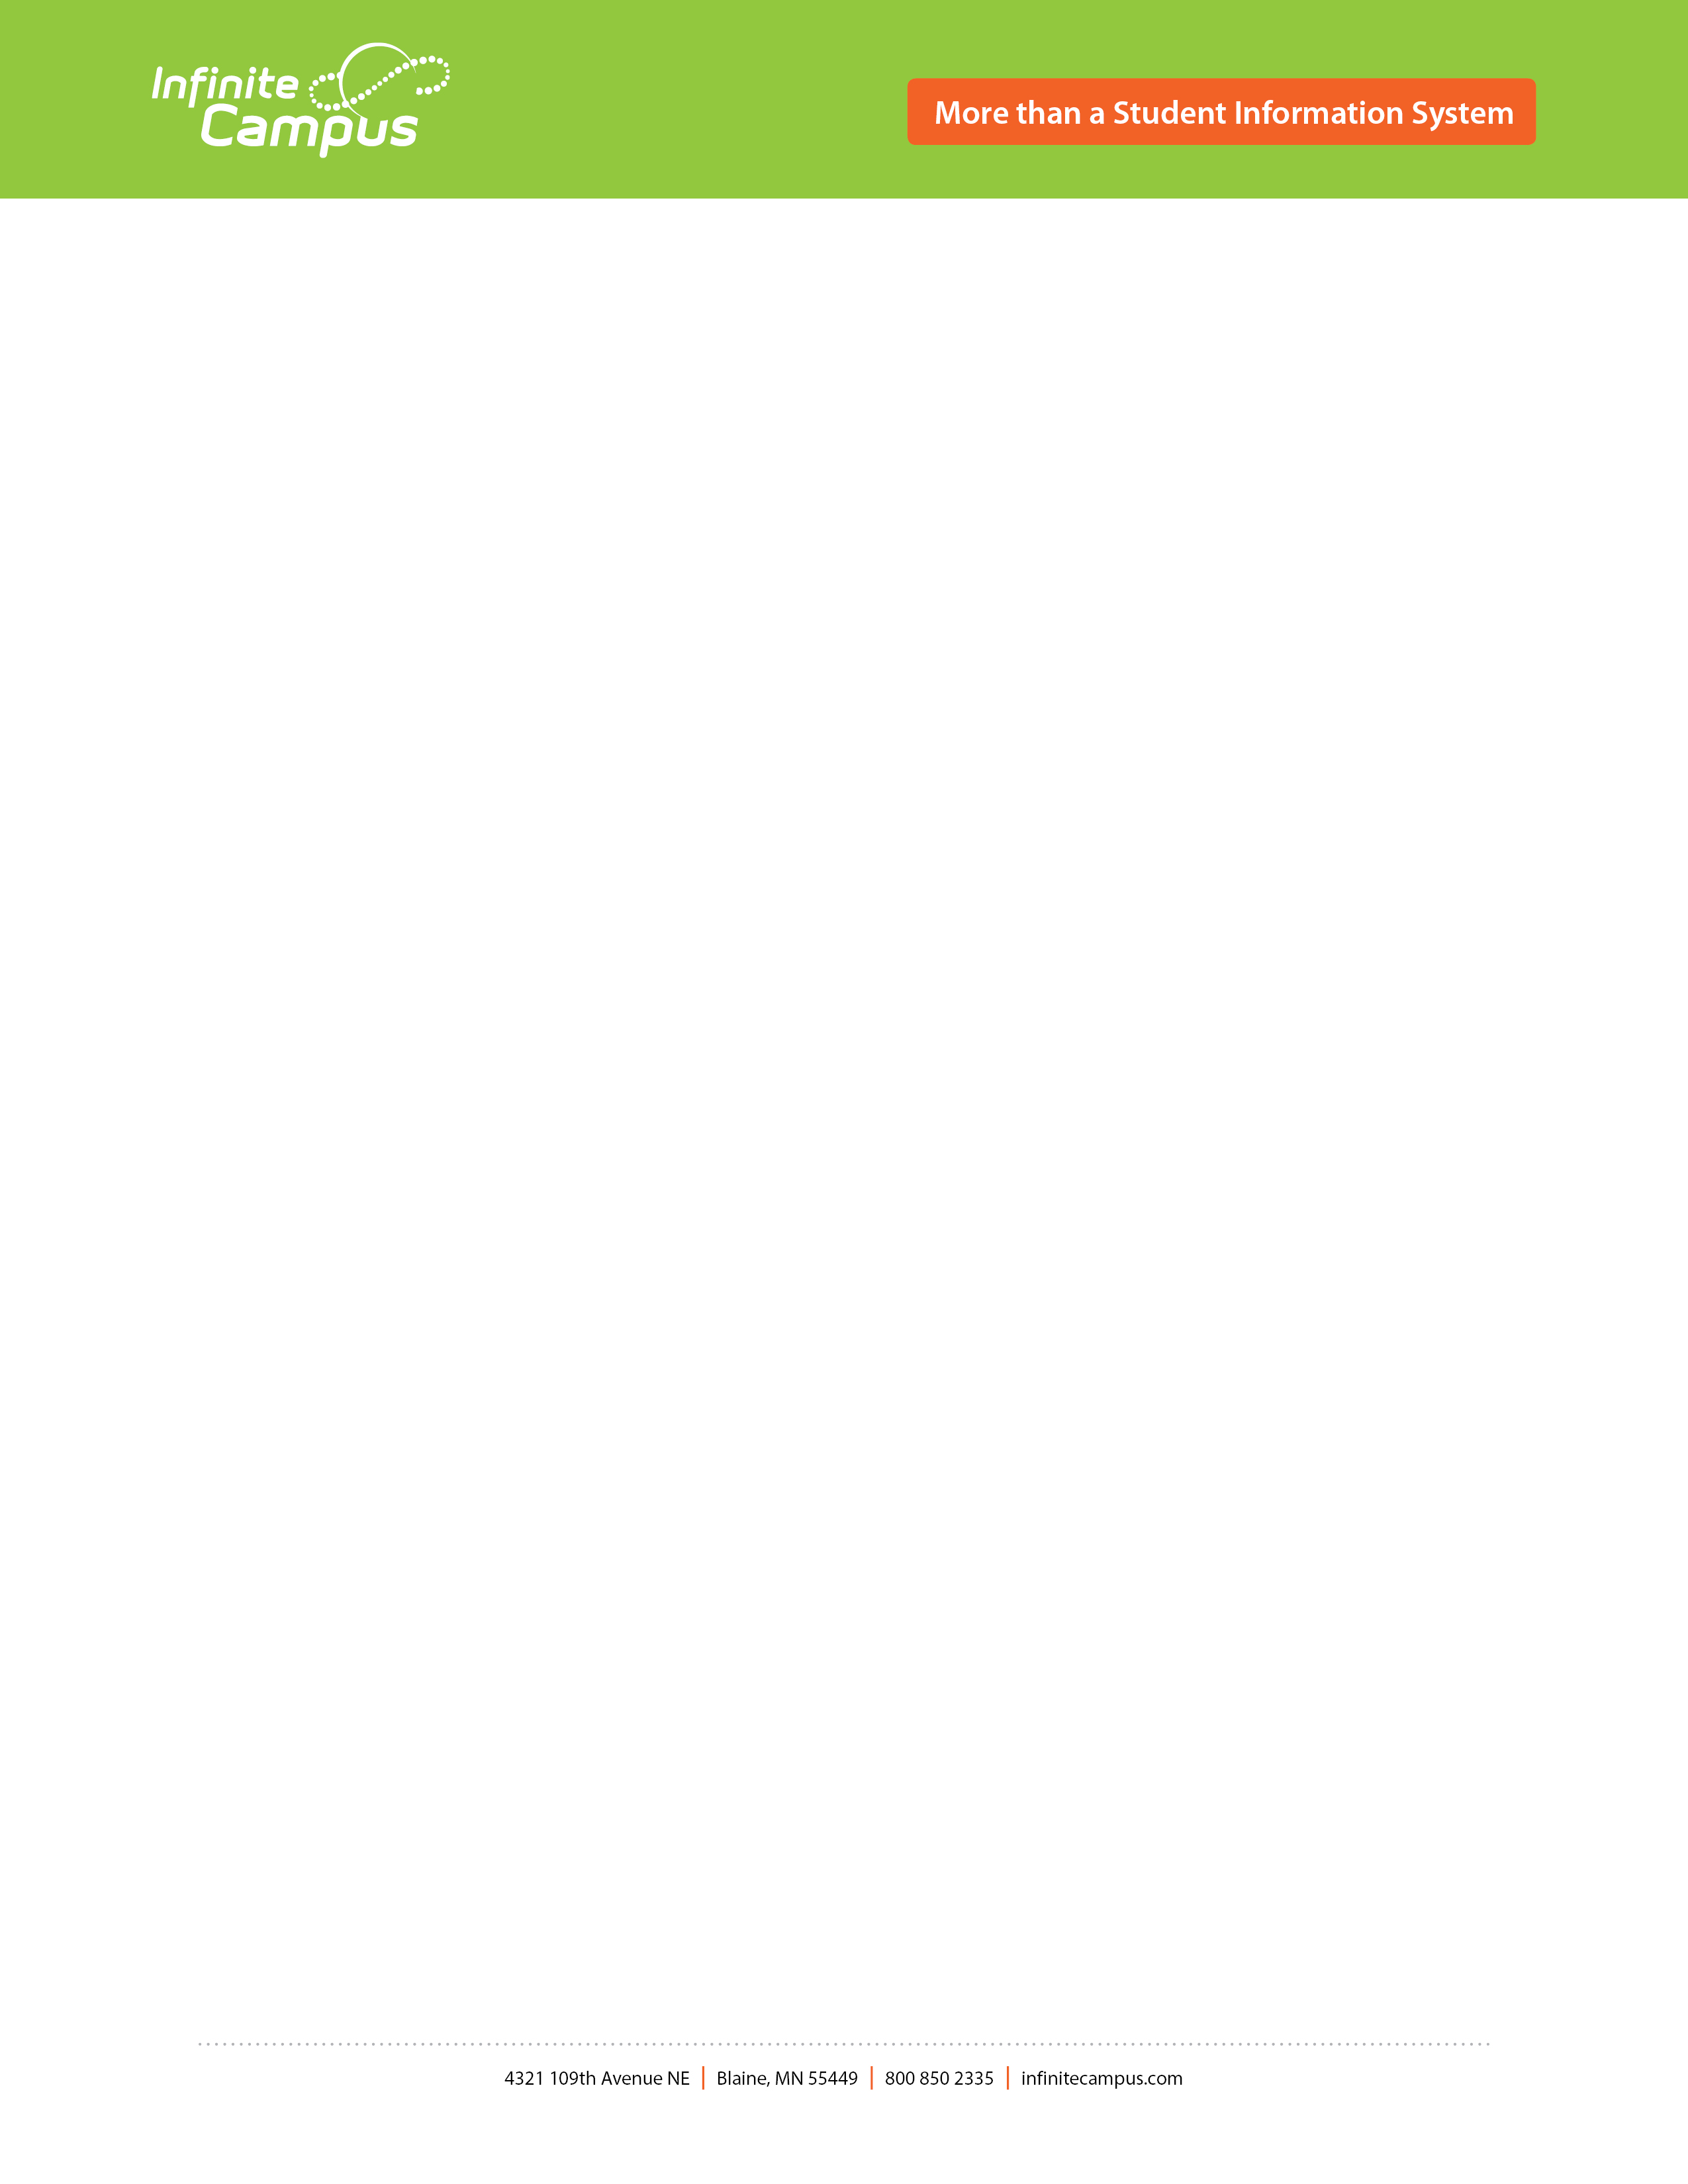 Infinite
Campus
More than a Student Information System
4321 109th Avenue NE | Blaine, MN 55449 | 800 850 2335 | infinitecampus.com